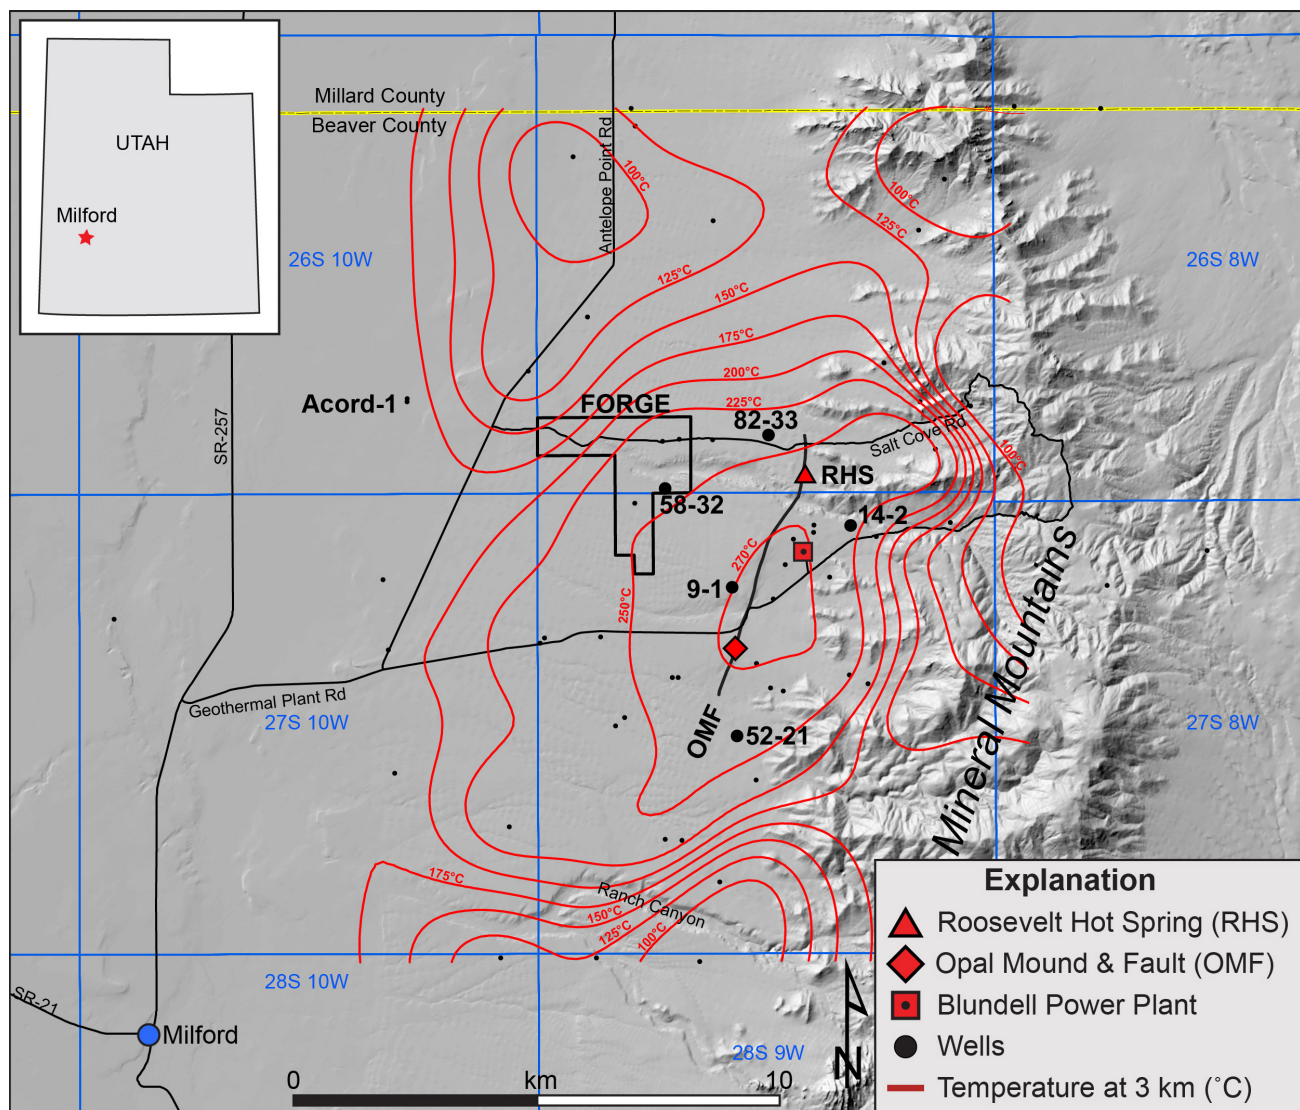 Millard County
Beaver County
UTAH
Milford
Antelope Point Rd
100°C
100°C
125°C
26S 10W
26S 8W
125°C
150°C
175°C
200°C
225°C
Acord-1
FORGE
SR-257
82-33
Salt Cove Rd
100°C
RHS
58-32
14-2
270°C
9-1
250°C
Mineral Mountains
Geothermal Plant Rd
27S 10W
27S 8W
OMF
52-21
175°C
Ranch Canyon
150°C
125°C
100°C
28S 10W
SR-21
Milford
28S 9W
N
0 km 10
Explanation
Roosevelt Hot Spring (RHS)
Opal Mound & Fault (OMF)
Blundell Power Plant
Wells
Temperature at 3 km (˚C)